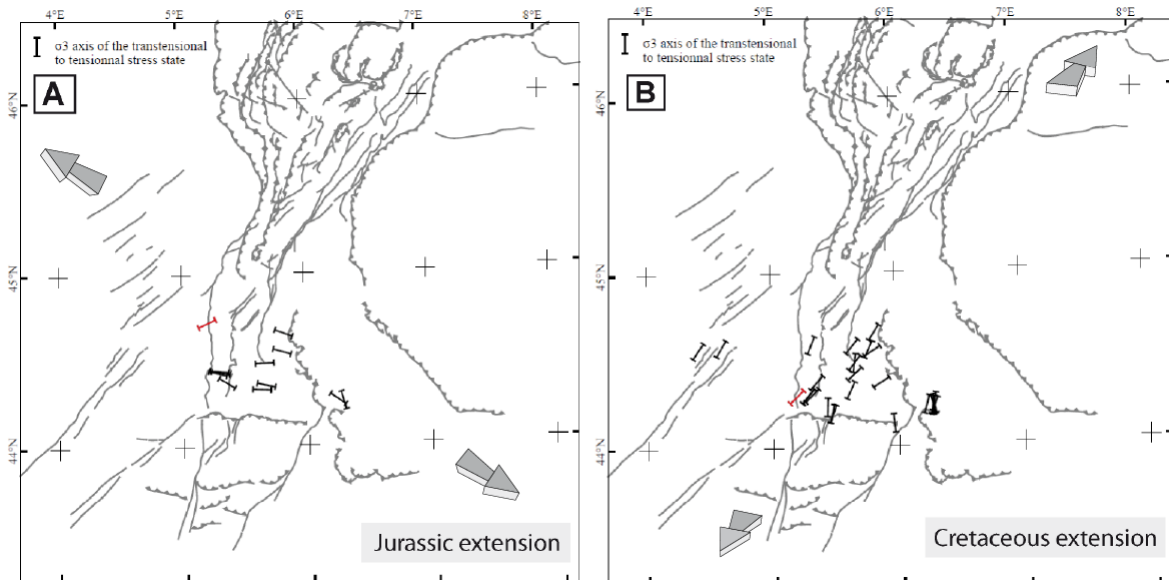 4°E 5°E 6°E 7°E 8°E
I σ3 axis of the transtensional
to tensionnal stress state
A
46°N
45°N
44°N
Jurassic extension
4°E 5°E 6°E 7°E 8°E
I σ3 axis of the transtensional
to tensionnal stress state
B
46°N
45°N
44°N
Cretaceous extension